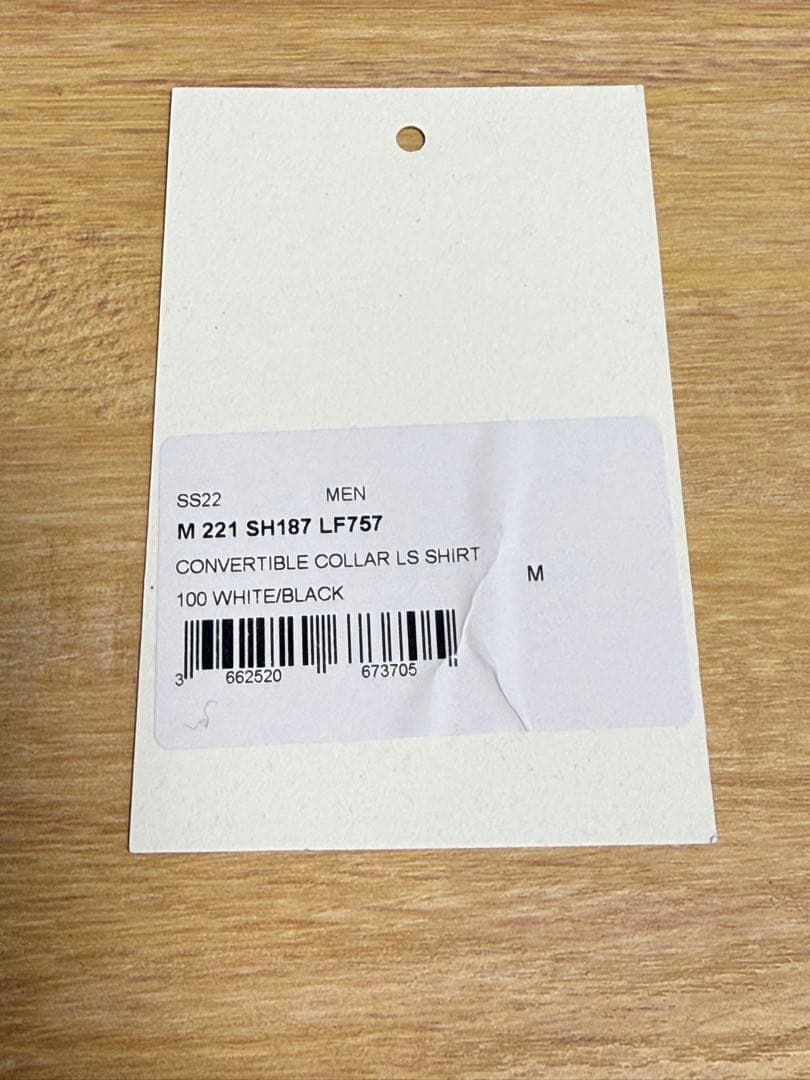 SS22 MEN
M 221 SH187 LF757
CONVERTIBLE COLLAR LS SHIRT
M
100 WHITE/BLACK
3 662520 673705